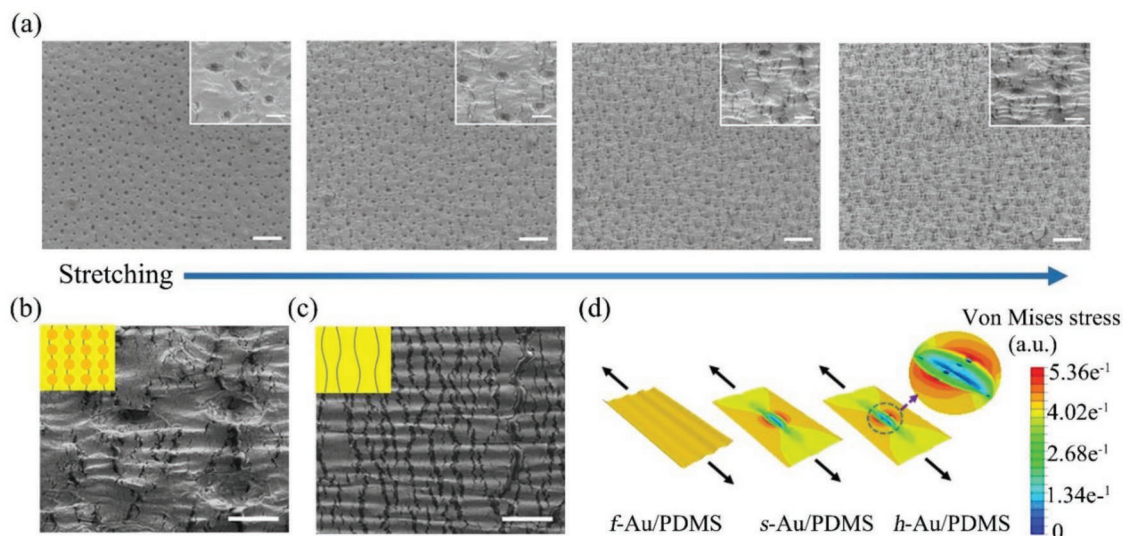 (a)
Stretching
(b)
(c)
(d)
Von Mises stress
(a.u.)
5.36e⁻¹
4.02e⁻¹
2.68e⁻¹
1.34e-¹
0
f-Au/PDMS
s-Au/PDMS
h-Au/PDMS